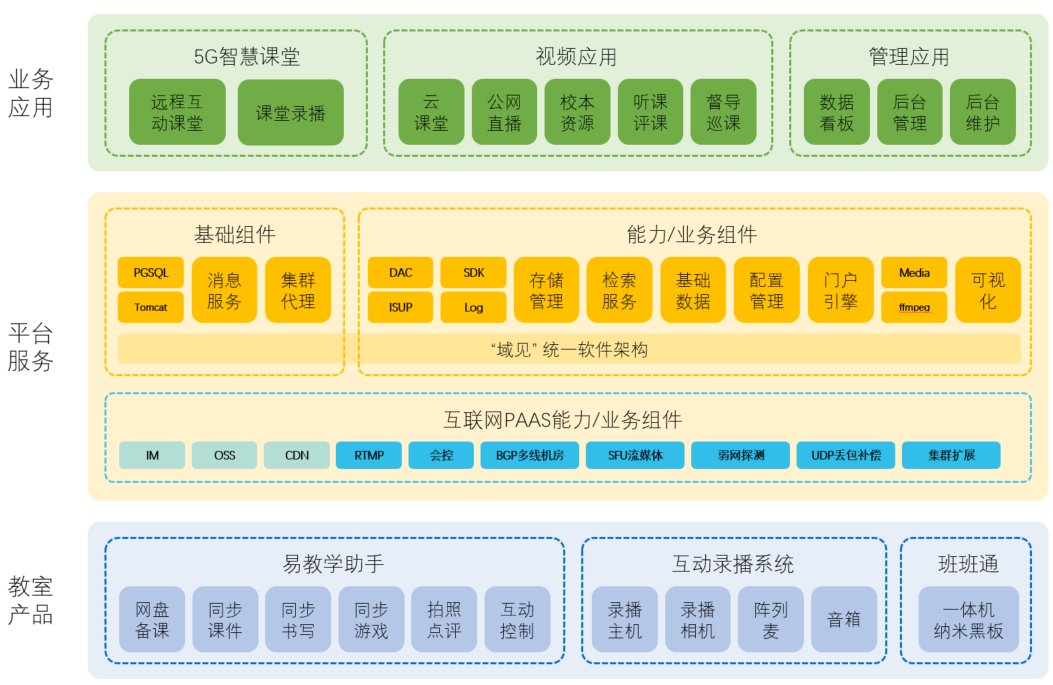 业务
应用
5G智慧课堂
远程互
动课堂
课堂录播
视频应用
云
课堂
公网
直播
校本
资源
听课
评课
督导
巡课
管理应用
数据
看板
后台
管理
后台
维护
平台
服务
基础组件
PGSQL
Tomcat
消息
服务
集群
代理
能力/业务组件
DAC
ISUP
SDK
Log
存储
管理
检索
服务
基础
数据
配置
管理
门户
引擎
Media
ffmpeg
可视
化
“域见” 统一软件架构
互联网PAAS能力/业务组件
IM
OSS
CDN
RTMP
会控
BGP多线机房
SFU流媒体
弱网探测
UDP丢包补偿
集群扩展
教室
产品
易教学助手
网盘
备课
同步
课件
同步
书写
同步
游戏
拍照
点评
互动
控制
互动录播系统
录播
主机
录播
相机
阵列
麦
音箱
班班通
一体机
纳米黑板